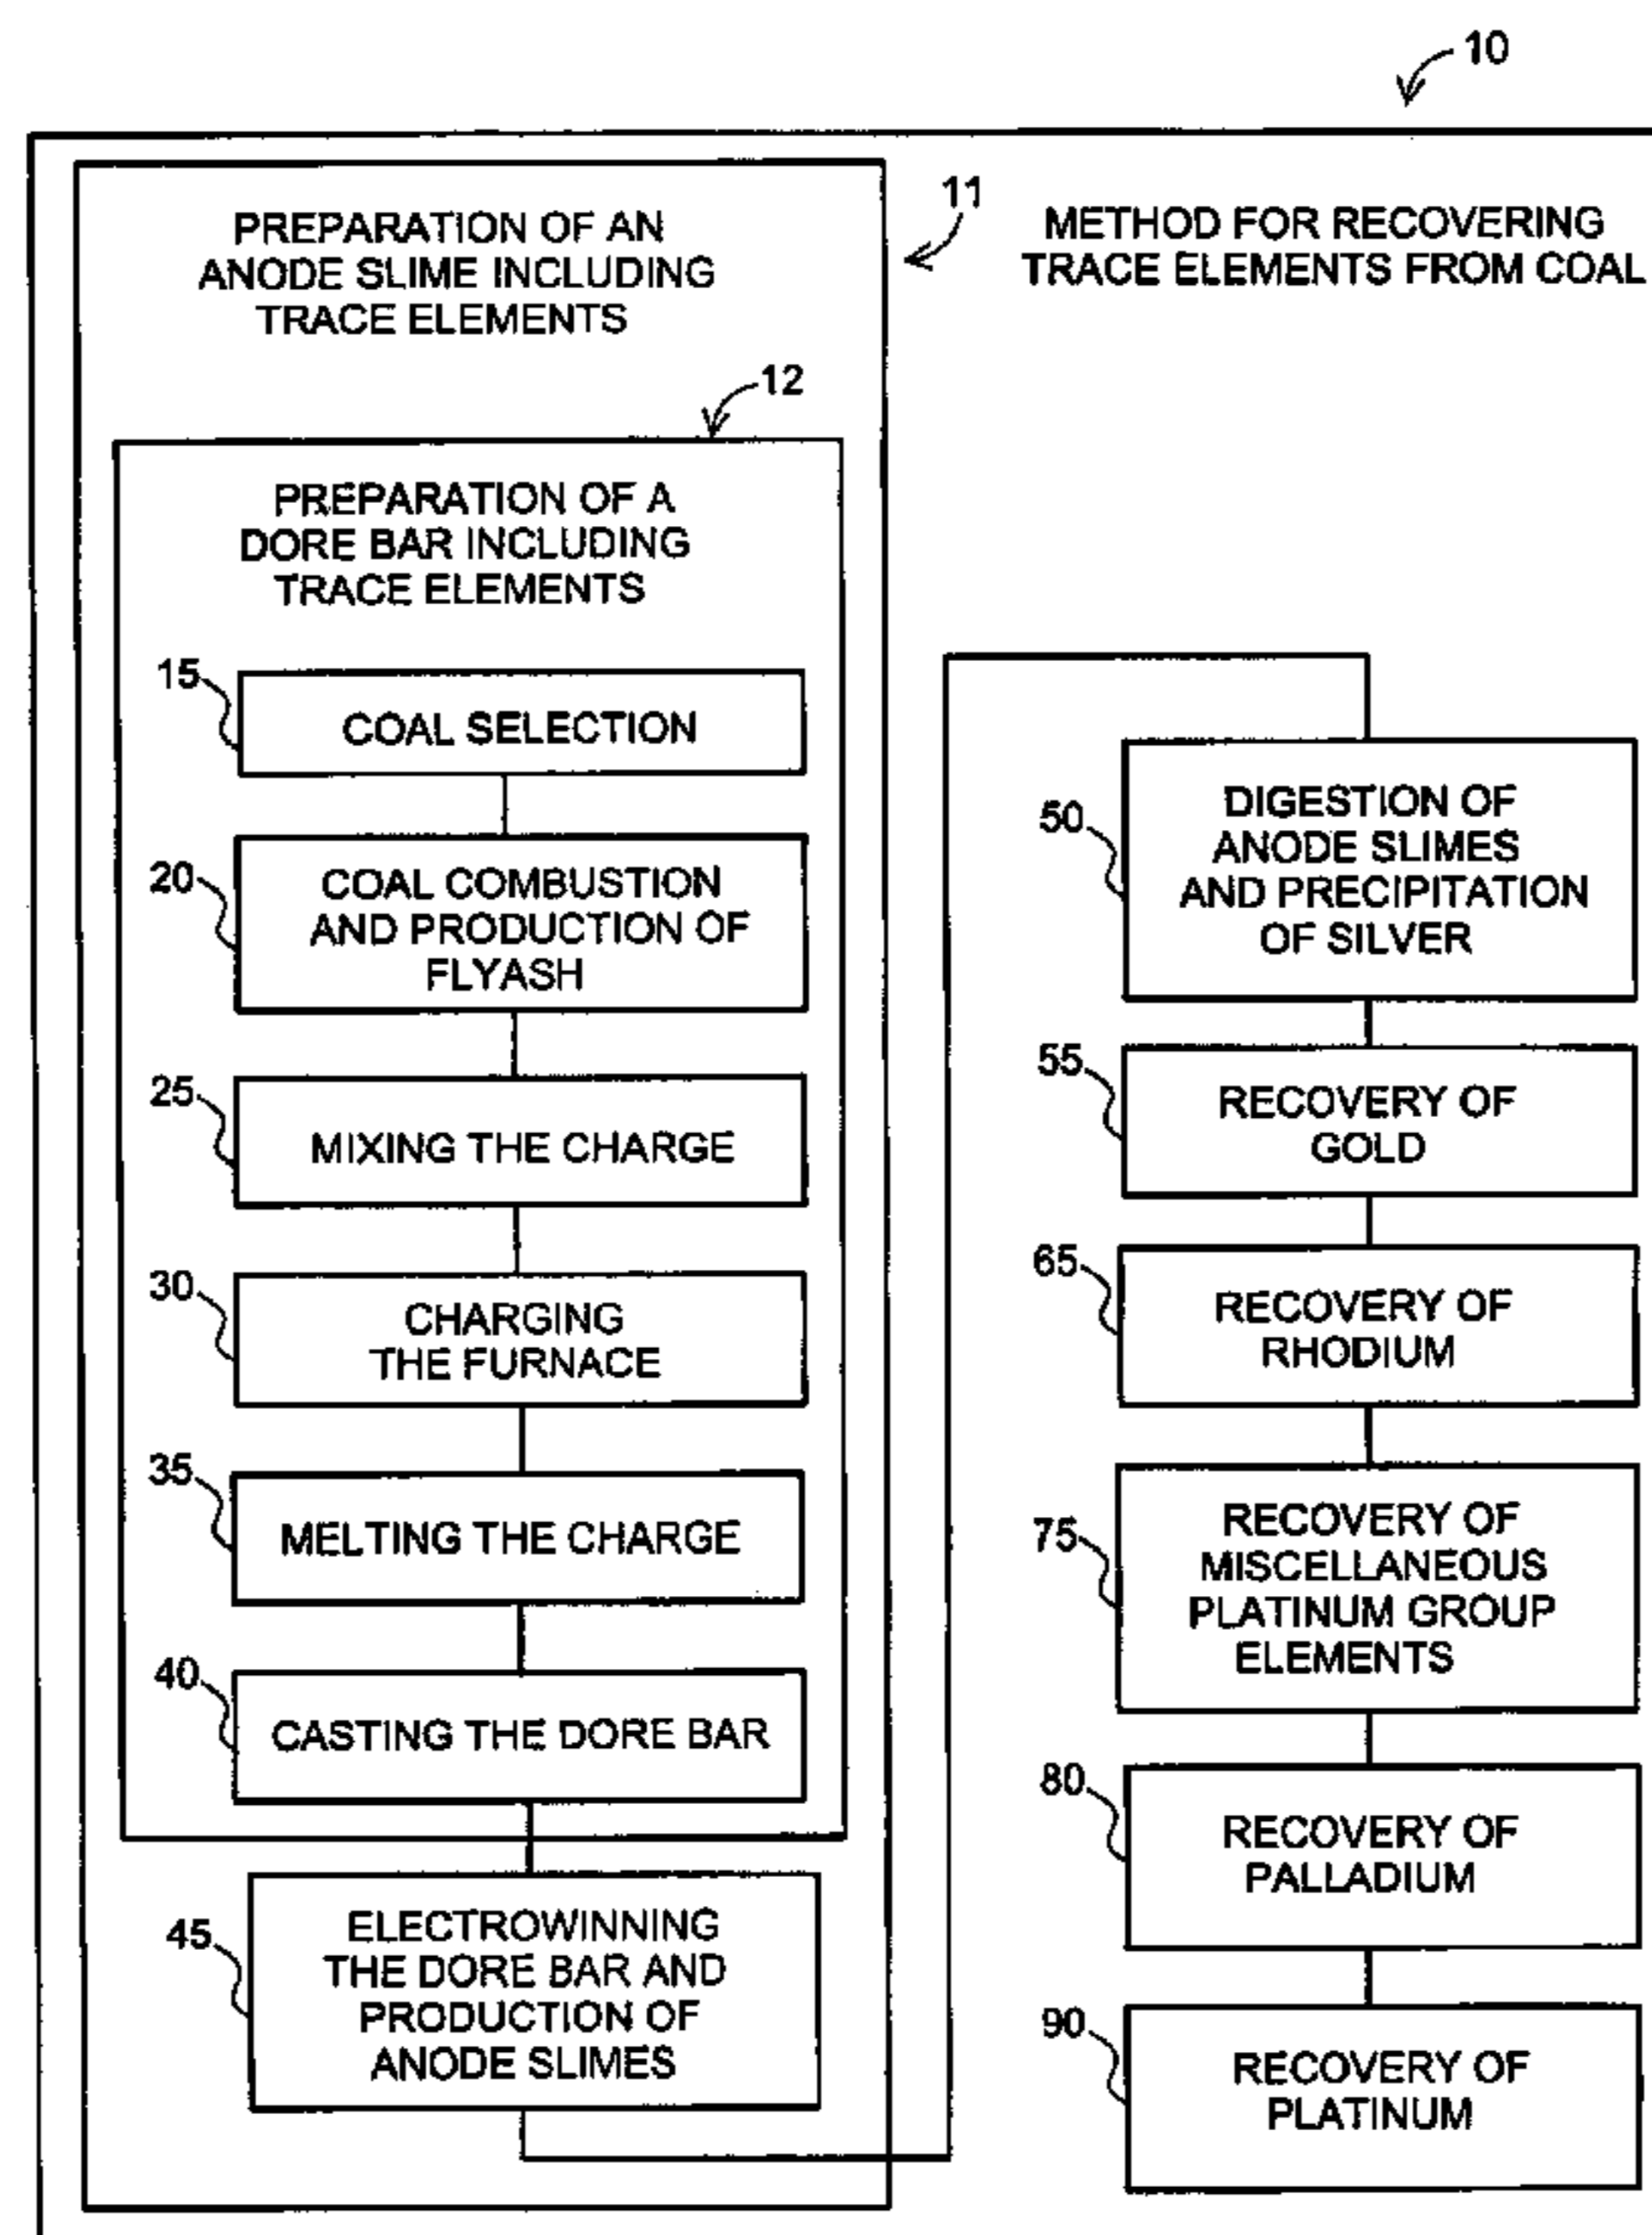 10
11
METHOD FOR RECOVERING
TRACE ELEMENTS FROM COAL
PREPARATION OF AN
ANODE SLIME INCLUDING
TRACE ELEMENTS
12
PREPARATION OF A
DORE BAR INCLUDING
TRACE ELEMENTS
15
COAL SELECTION
20
COAL COMBUSTION
AND PRODUCTION OF
FLYASH
25
MIXING THE CHARGE
30
CHARGING
THE FURNACE
35
MELTING THE CHARGE
40
CASTING THE DORE BAR
45
ELECTROWINNING
THE DORE BAR AND
PRODUCTION OF
ANODE SLIMES
50
DIGESTION OF
ANODE SLIMES
AND PRECIPITATION
OF SILVER
55
RECOVERY OF
GOLD
65
RECOVERY OF
RHODIUM
75
RECOVERY OF
MISCELLANEOUS
PLATINUM GROUP
ELEMENTS
80
RECOVERY OF
PALLADIUM
90
RECOVERY OF
PLATINUM